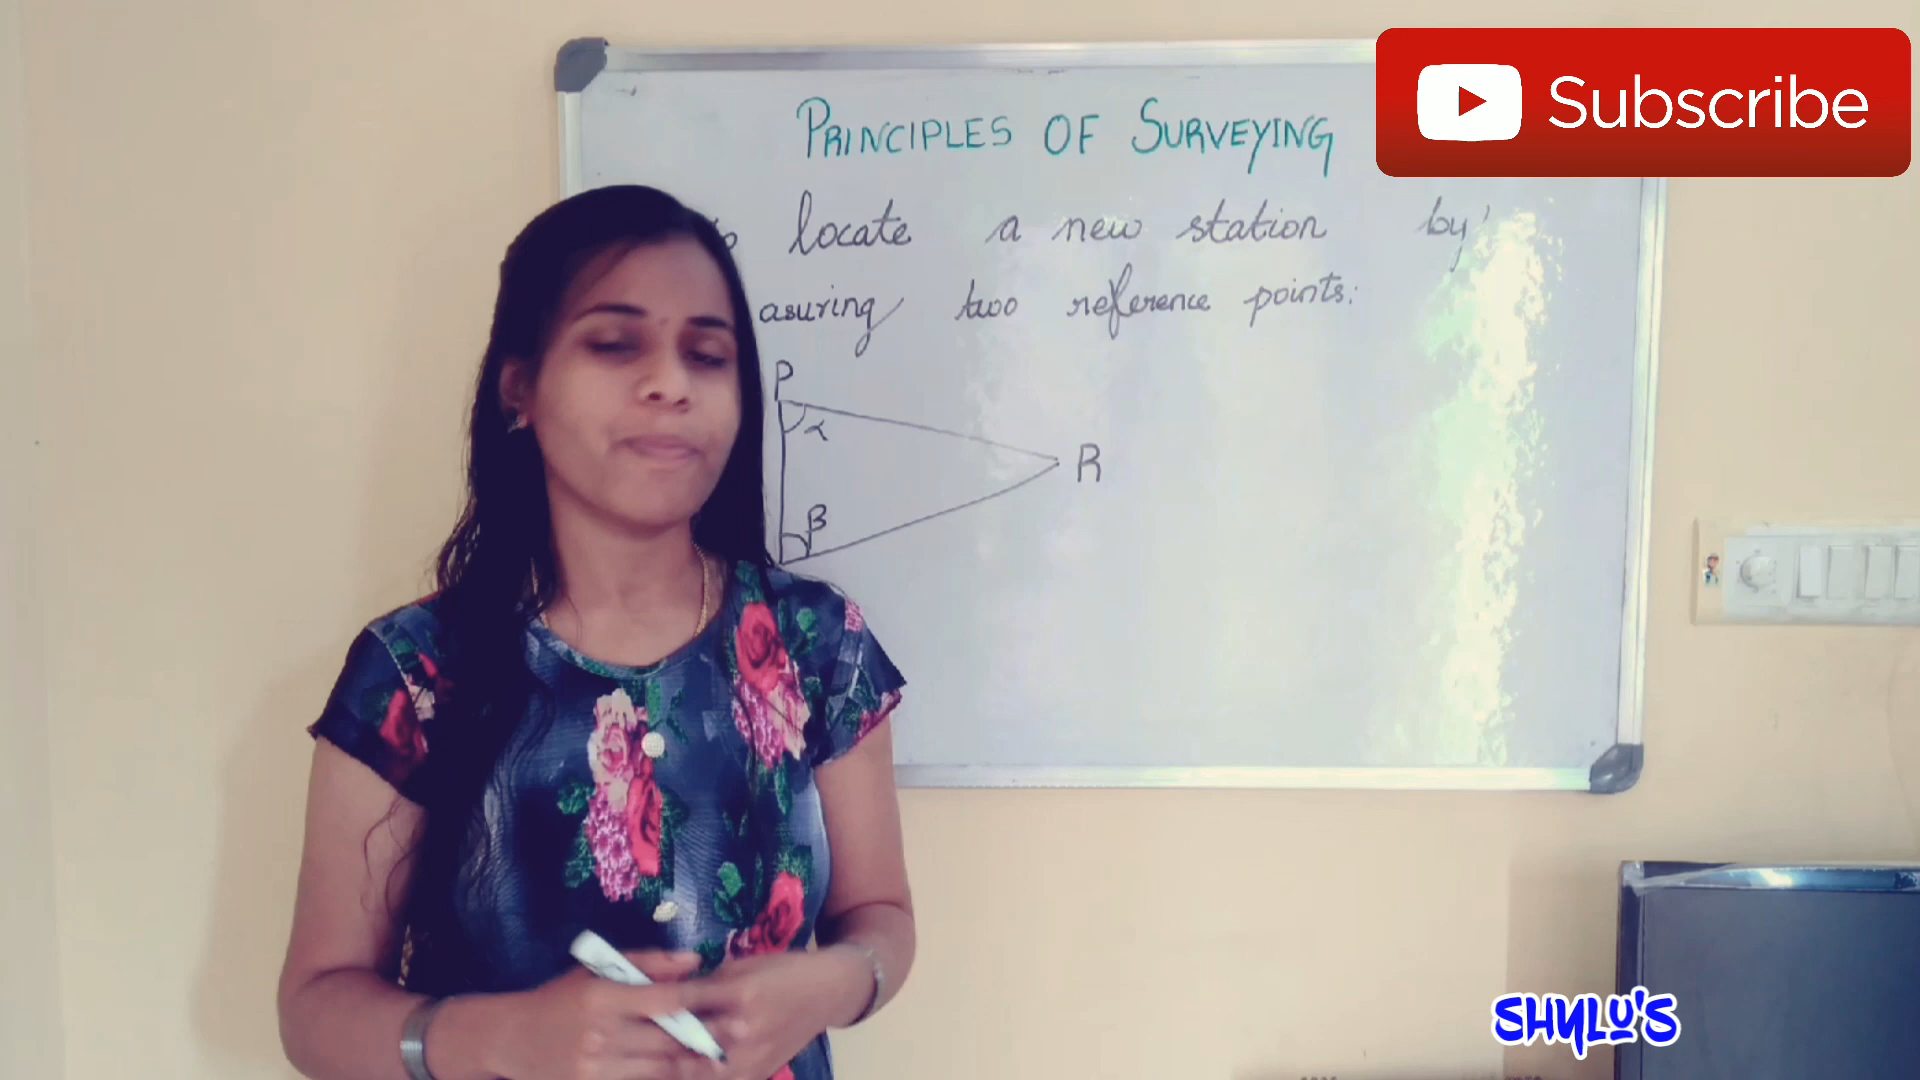 PRINCIPLES OF SURVEYING
Subscribe
locate a new station by
asuring two reference points:
P
α
R
β
SHYLU'S